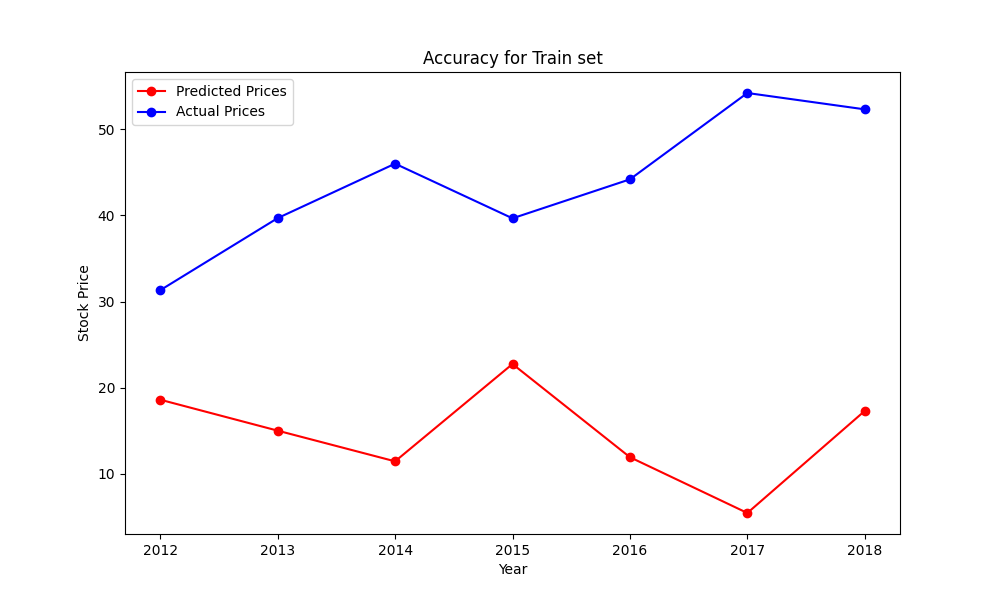 Accuracy for Train set
Predicted Prices
Actual Prices
50
40
30
20
10
Stock Price
2012 2013 2014 2015 2016 2017 2018
Year